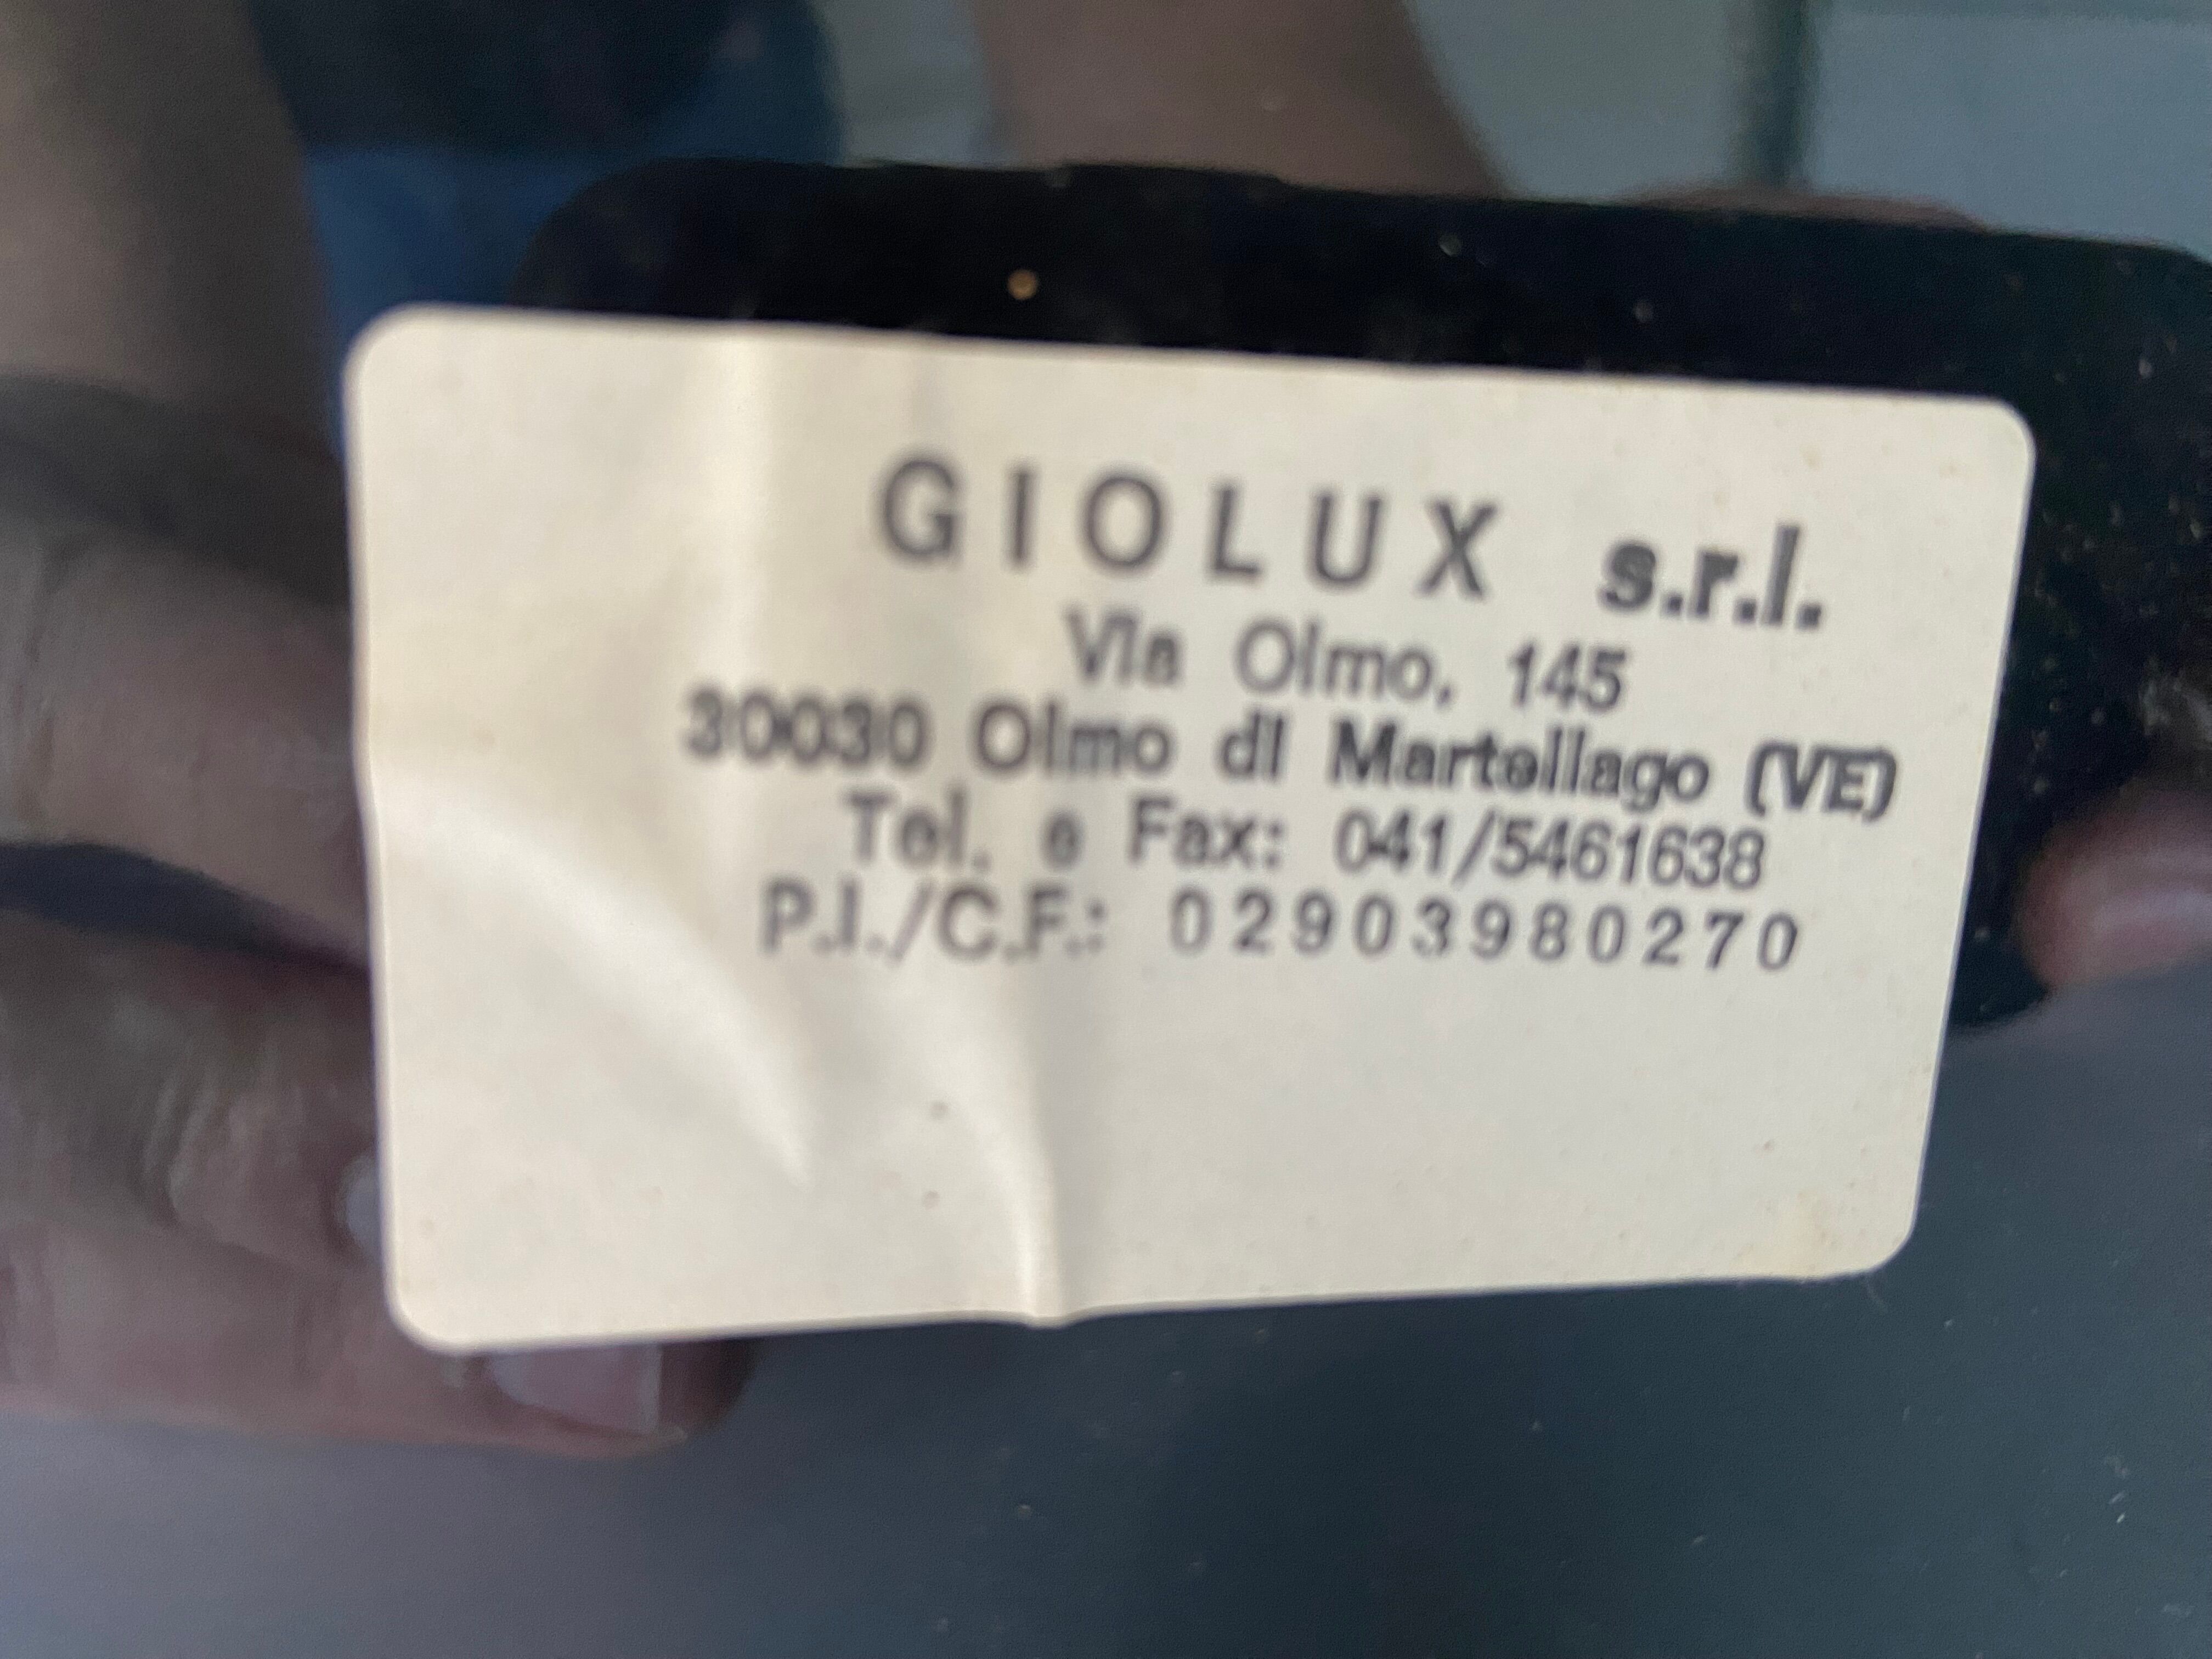 GIOLUX s.r.l.
Via Olmo, 145
30030 Olmo di Martellago (VE)
Tel. e Fax: 041/5461638
P.I./C.F.: 02903980270